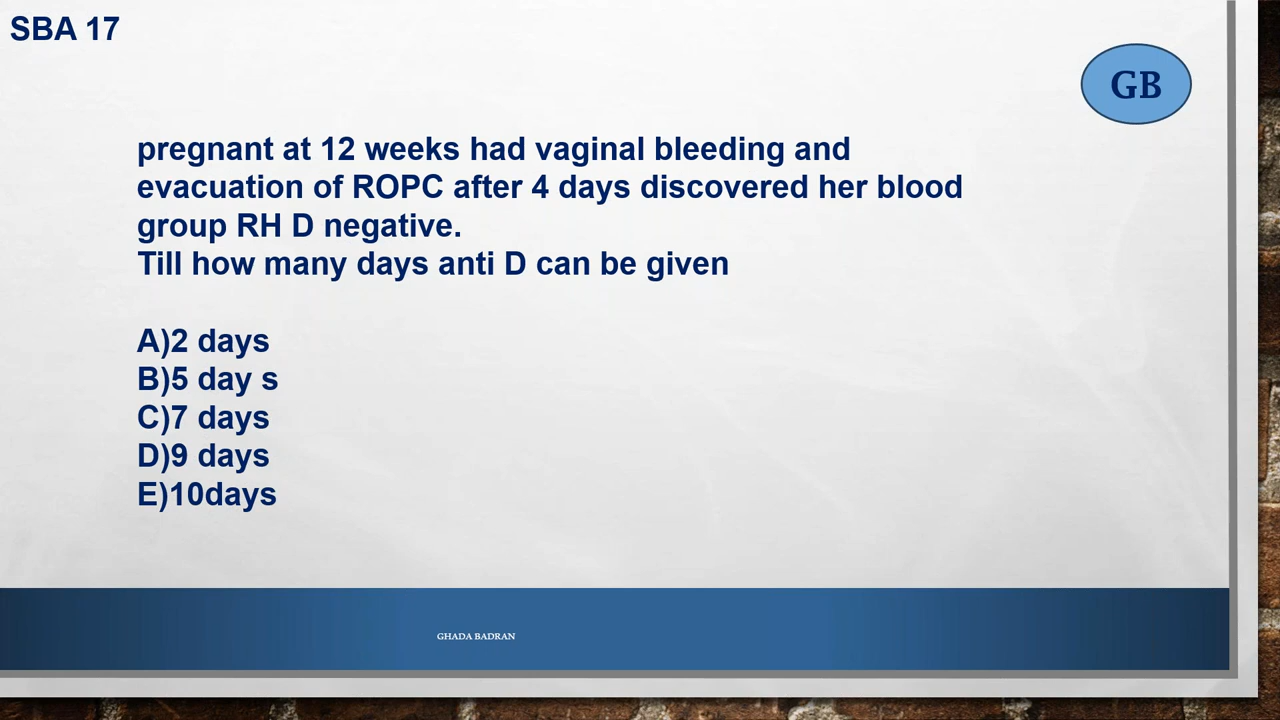 SBA 17
GB
pregnant at 12 weeks had vaginal bleeding and
evacuation of ROPC after 4 days discovered her blood
group RH D negative.
Till how many days anti D can be given
A)2 days
B)5 day s
C)7 days
D)9 days
E)10days
GHADA BADRAN